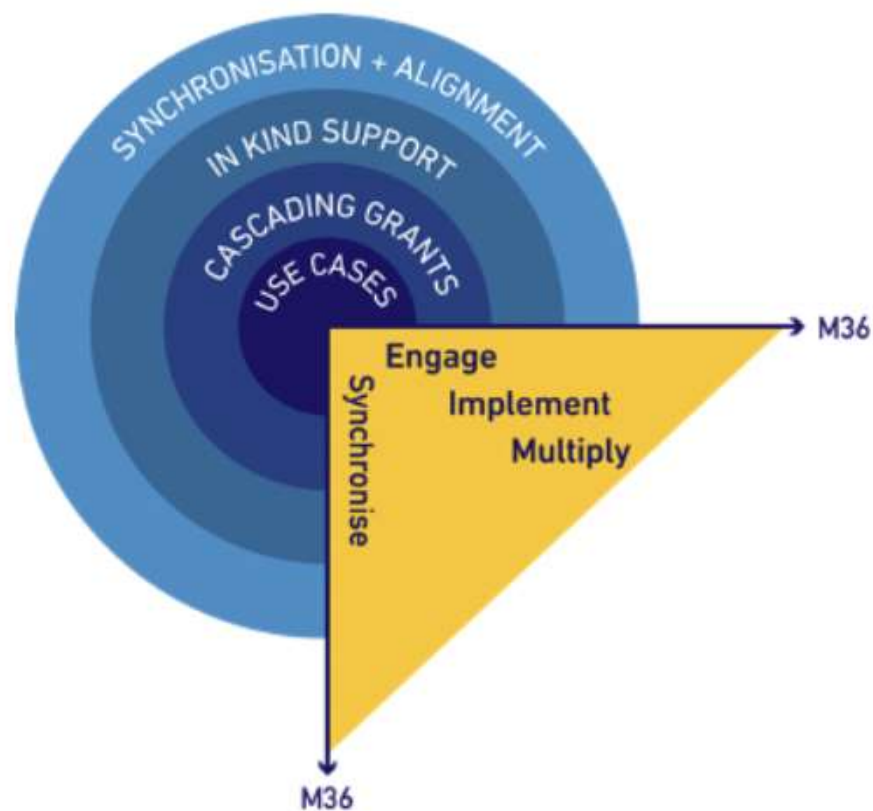 SYNCHRONISATION + ALIGNMENT
IN KIND SUPPORT
CASCADING GRANTS
USE CASES
M36
Engage
Implement
Multiply
Synchronise
M36